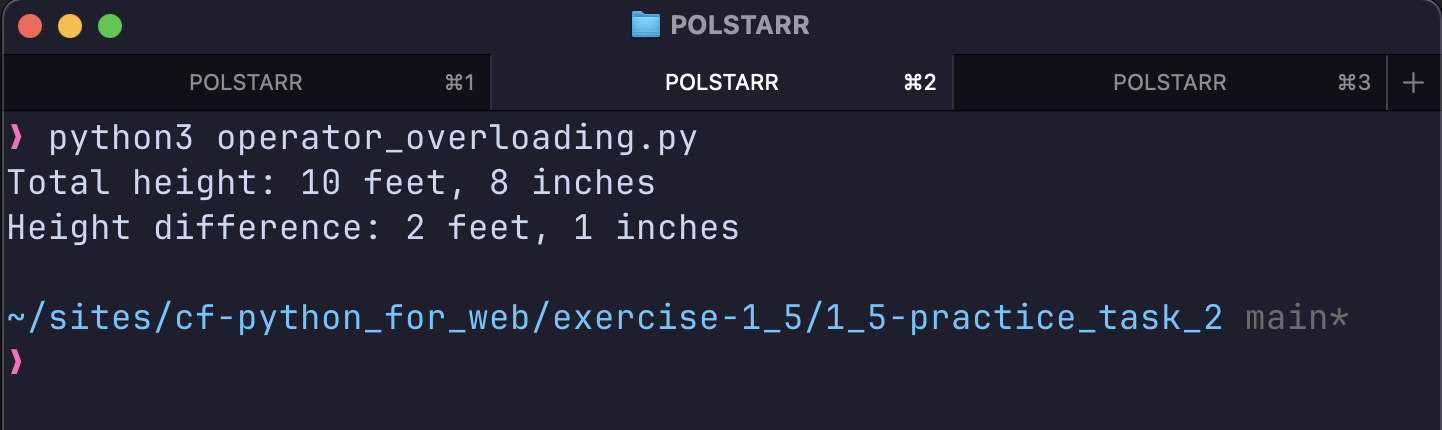 POLSTARR
POLSTARR ⌘1 POLSTARR ⌘2 POLSTARR ⌘3 +
❯ python3 operator_overloading.py
Total height: 10 feet, 8 inches
Height difference: 2 feet, 1 inches
~/sites/cf-python_for_web/exercise-1_5/1_5-practice_task_2 main*
❯